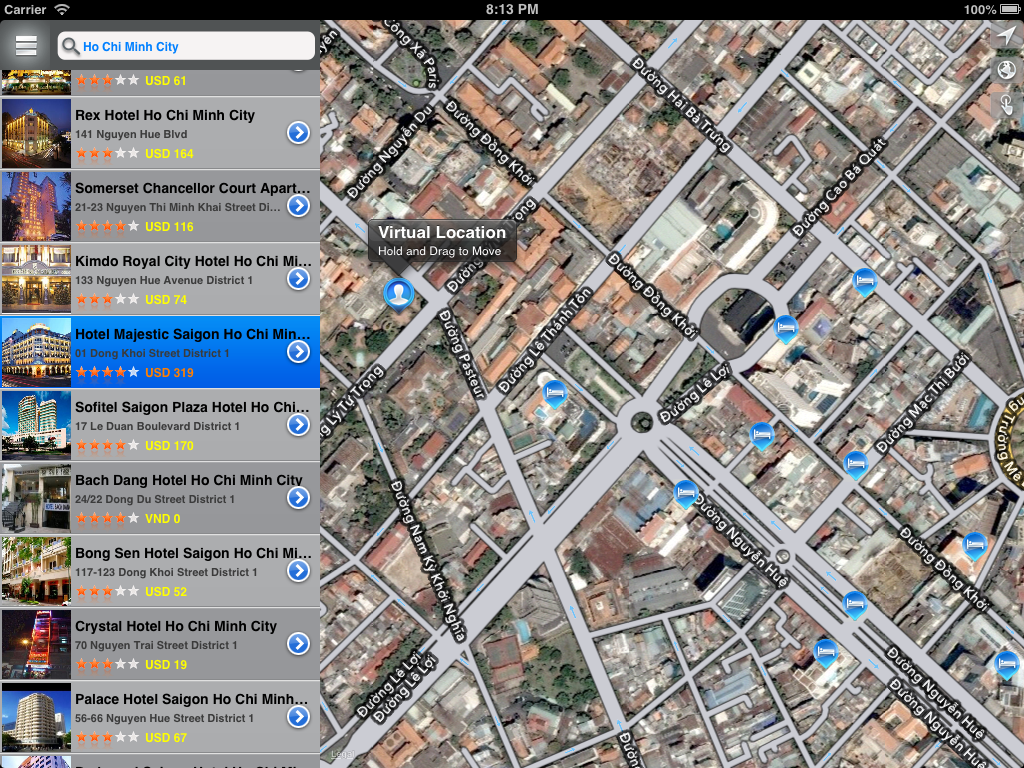 Carrier
8:13 PM
100%
Ho Chi Minh City
USD 61
Rex Hotel Ho Chi Minh City
141 Nguyen Hue Blvd
USD 164
Somerset Chancellor Court Apart...
21-23 Nguyen Thi Minh Khai Street Di...
USD 116
Kimdo Royal City Hotel Ho Chi Mi...
133 Nguyen Hue Avenue District 1
USD 74
Hotel Majestic Saigon Ho Chi Min...
01 Dong Khoi Street District 1
USD 319
Sofitel Saigon Plaza Hotel Ho Chi...
17 Le Duan Boulevard District 1
USD 170
Bach Dang Hotel Ho Chi Minh City
24/22 Dong Du Street District 1
VND 0
Bong Sen Hotel Saigon Ho Chi Mi...
117-123 Dong Khoi Street District 1
USD 52
Crystal Hotel Ho Chi Minh City
70 Nguyen Trai Street District 1
USD 19
Palace Hotel Saigon Ho Chi Minh...
56-66 Nguyen Hue Street District 1
USD 67
Công Xã Paris
Đường Nguyễn Du
Đường Đồng Khởi
Đường Hai Bà Trưng
Đường Cao Bá Quát
Virtual Location
Hold and Drag to Move
Đường
Đường Đồng Khởi
Đường Lê Thánh Tôn
Đường Pasteur
Lý Tự Trọng
Đường Lê Lợi
Đường Mạc Thị Bưởi
Đường Nam Kỳ Khởi Nghĩa
Đường Nguyễn Huệ
Đường Đồng Khởi
Đường Lê Lợi
Đường Lê Lợi
Đường Nguyễn Huệ
Đường Nguyễn Huệ
Đường
Legal